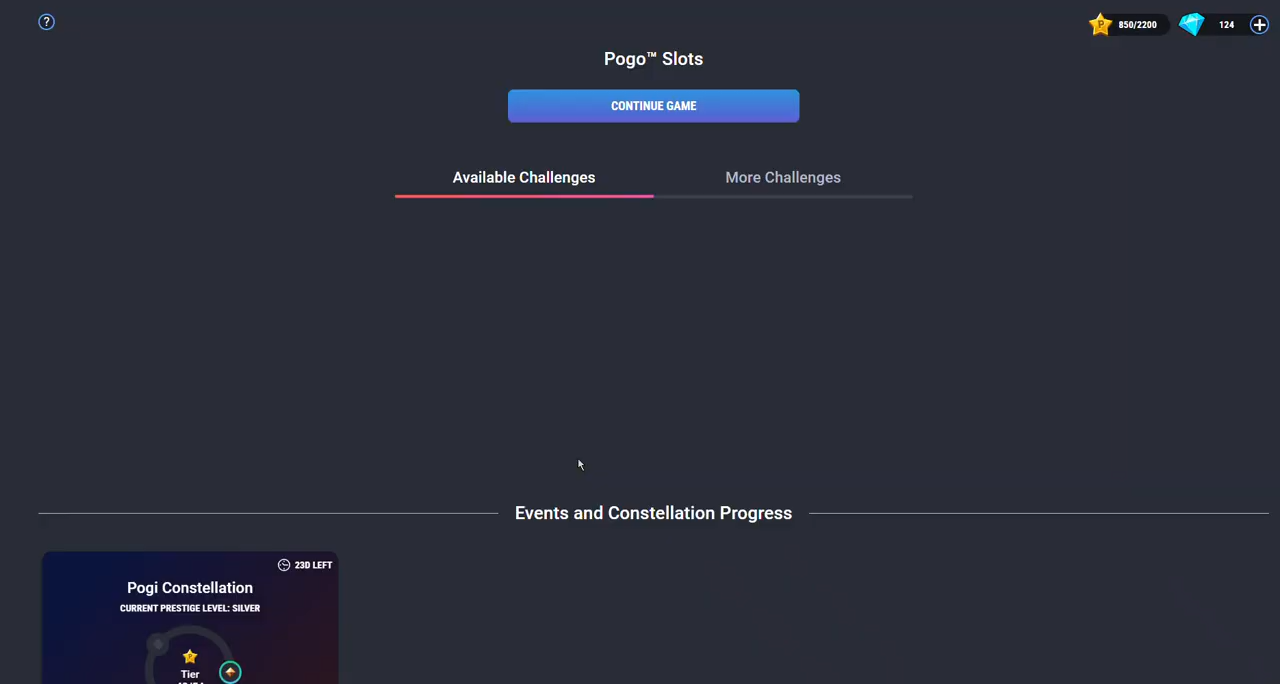 ?
P 850/2200 124
Pogo™ Slots
CONTINUE GAME
Available Challenges More Challenges
Events and Constellation Progress
23D LEFT
Pogi Constellation
CURRENT PRESTIGE LEVEL: SILVER
Tier